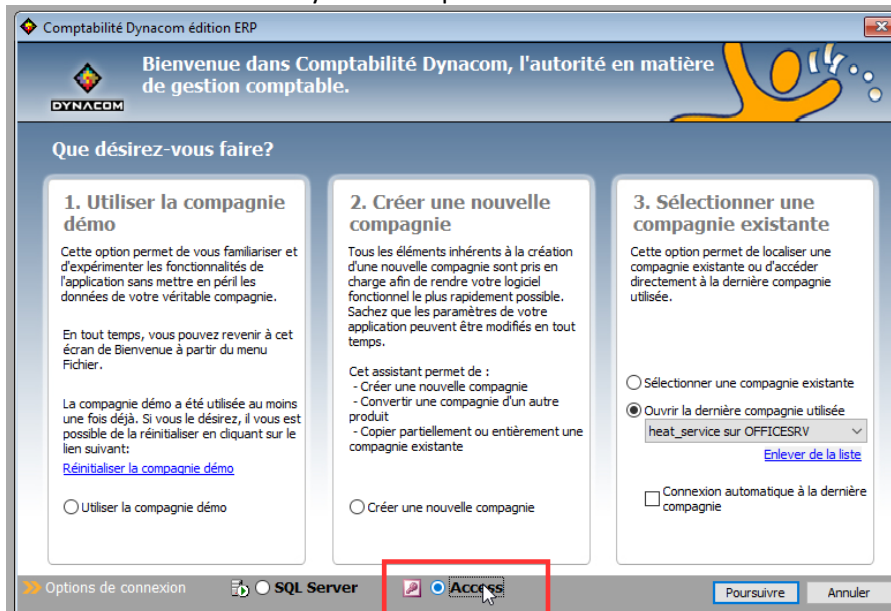 Comptabilité Dynacom édition ERP
Bienvenue dans Comptabilité Dynacom, l'autorité en matière
de gestion comptable.
DYNACOM
Que désirez-vous faire?
1. Utiliser la compagnie
démo
Cette option permet de vous familiariser et
d'expérimenter les fonctionnalités de
l'application sans mettre en péril les
données de votre véritable compagnie.
En tout temps, vous pouvez revenir à cet
écran de Bienvenue à partir du menu
Fichier.
La compagnie démo a été utilisée au moins
une fois déjà. Si vous le désirez, il vous est
possible de la réinitialiser en cliquant sur le
lien suivant:
Réinitialiser la compagnie démo
Utiliser la compagnie démo
2. Créer une nouvelle
compagnie
Tous les éléments inhérents à la création
d'une nouvelle compagnie sont pris en
charge afin de rendre votre logiciel
fonctionnel le plus rapidement possible.
Sachez que les paramètres de votre
application peuvent être modifiés en tout
temps.
Cet assistant permet de :
- Créer une nouvelle compagnie
- Convertir une compagnie d'un autre
produit
- Copier partiellement ou entièrement une
compagnie existante
Créer une nouvelle compagnie
3. Sélectionner une
compagnie existante
Cette option permet de localiser une
compagnie existante ou d'accéder
directement à la dernière compagnie
utilisée.
Sélectionner une compagnie existante
Ouvrir la dernière compagnie utilisée
heat_service sur OFFICESRV
Enlever de la liste
Connexion automatique à la dernière
compagnie
Options de connexion
SQL Server
Access
Poursuivre
Annuler